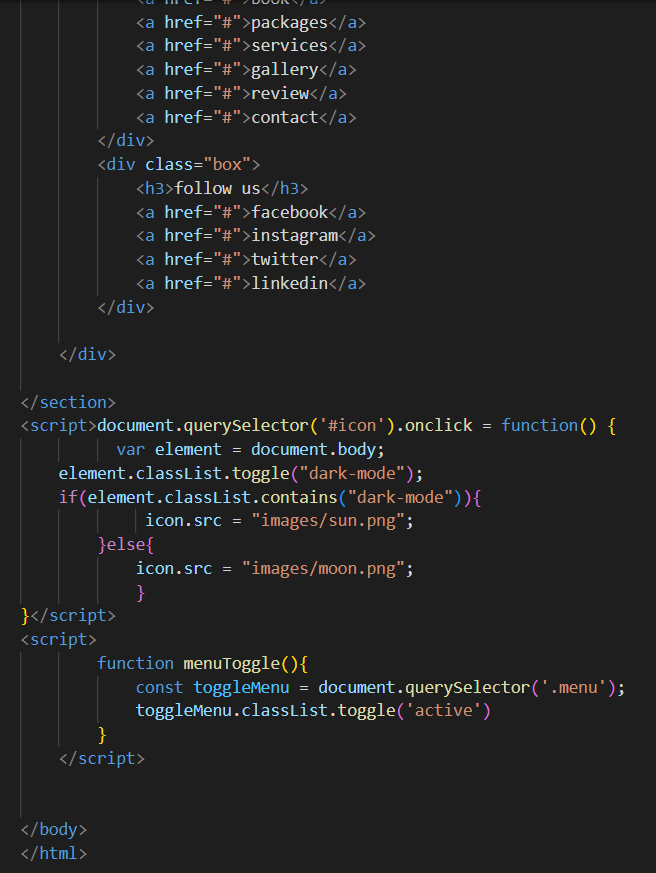 <a href="#">book</a>
<a href="#">packages</a>
<a href="#">services</a>
<a href="#">gallery</a>
<a href="#">review</a>
<a href="#">contact</a>
</div>
<div class="box">
<h3>follow us</h3>
<a href="#">facebook</a>
<a href="#">instagram</a>
<a href="#">twitter</a>
<a href="#">linkedin</a>
</div>
</div>
</section>
<script>document.querySelector('#icon').onclick = function() {
var element = document.body;
element.classList.toggle("dark-mode");
if(element.classList.contains("dark-mode")){
icon.src = "images/sun.png";
}else{
icon.src = "images/moon.png";
}
}</script>
<script>
function menuToggle(){
const toggleMenu = document.querySelector('.menu');
toggleMenu.classList.toggle('active')
}
</script>
</body>
</html>